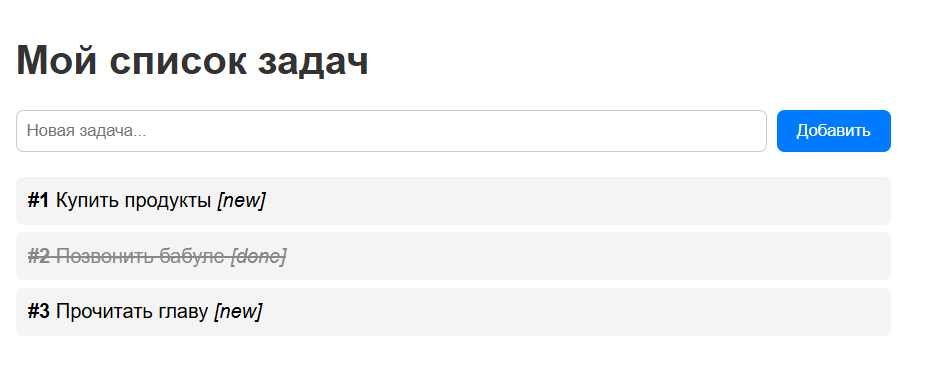 Мой список задач
Новая задача...
Добавить
#1 Купить продукты [new]
#2 Позвонить бабуле [done]
#3 Прочитать главу [new]